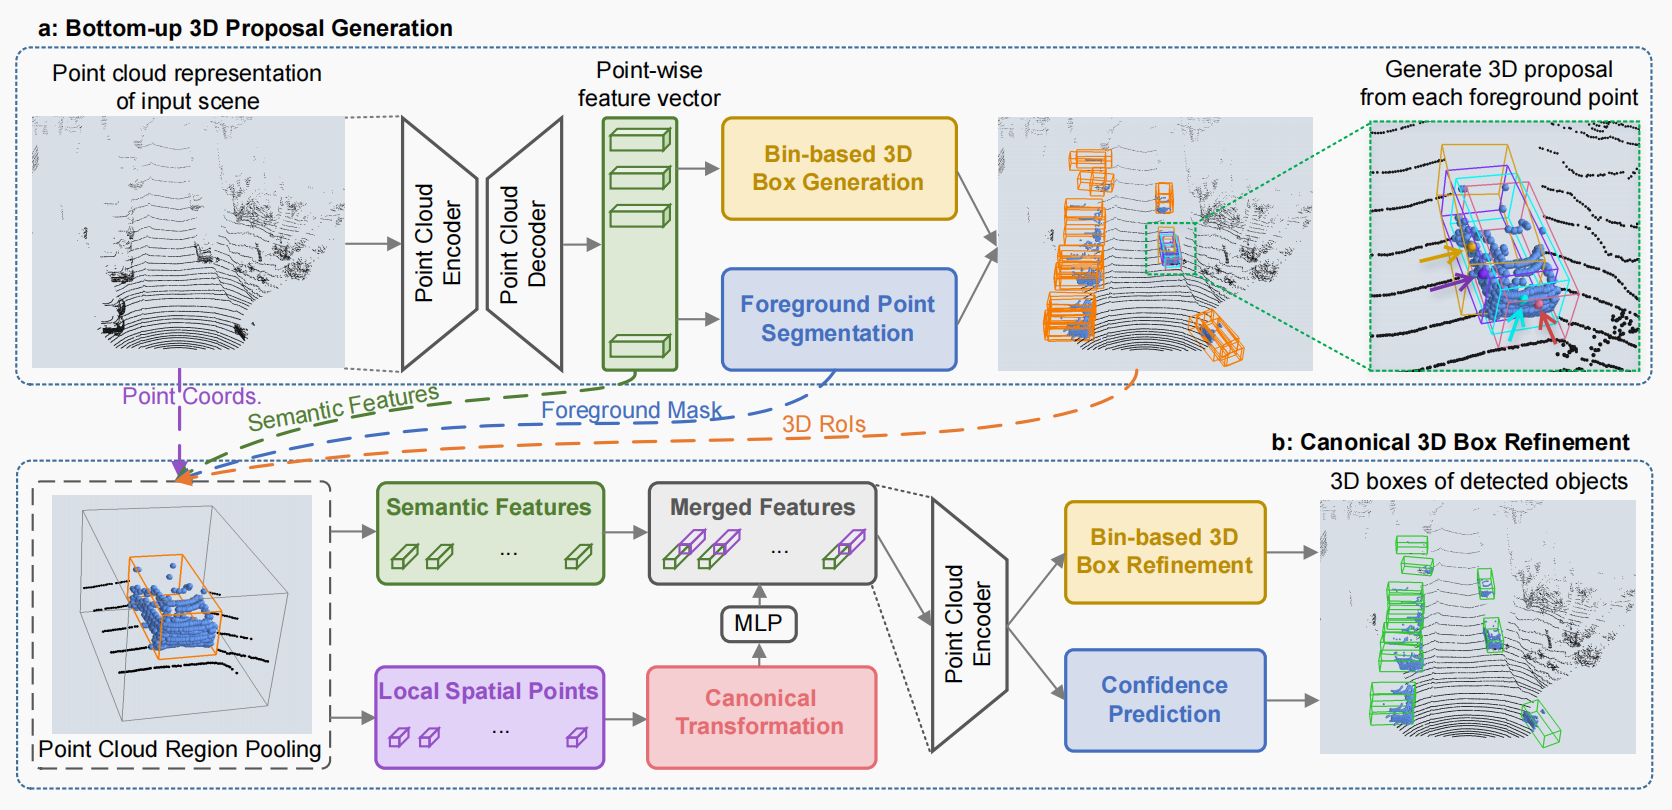 a: Bottom-up 3D Proposal Generation
Point cloud representation
of input scene
Point Cloud
Encoder
Point Cloud
Decoder
Point-wise
feature vector
Bin-based 3D
Box Generation
Foreground Point
Segmentation
Generate 3D proposal
from each foreground point
Point Coords.
Semantic Features
Foreground Mask
3D RoIs
b: Canonical 3D Box Refinement
Point Cloud Region Pooling
Semantic Features
...
Local Spatial Points
...
Merged Features
...
MLP
Canonical
Transformation
Point Cloud
Encoder
Bin-based 3D
Box Refinement
Confidence
Prediction
3D boxes of detected objects